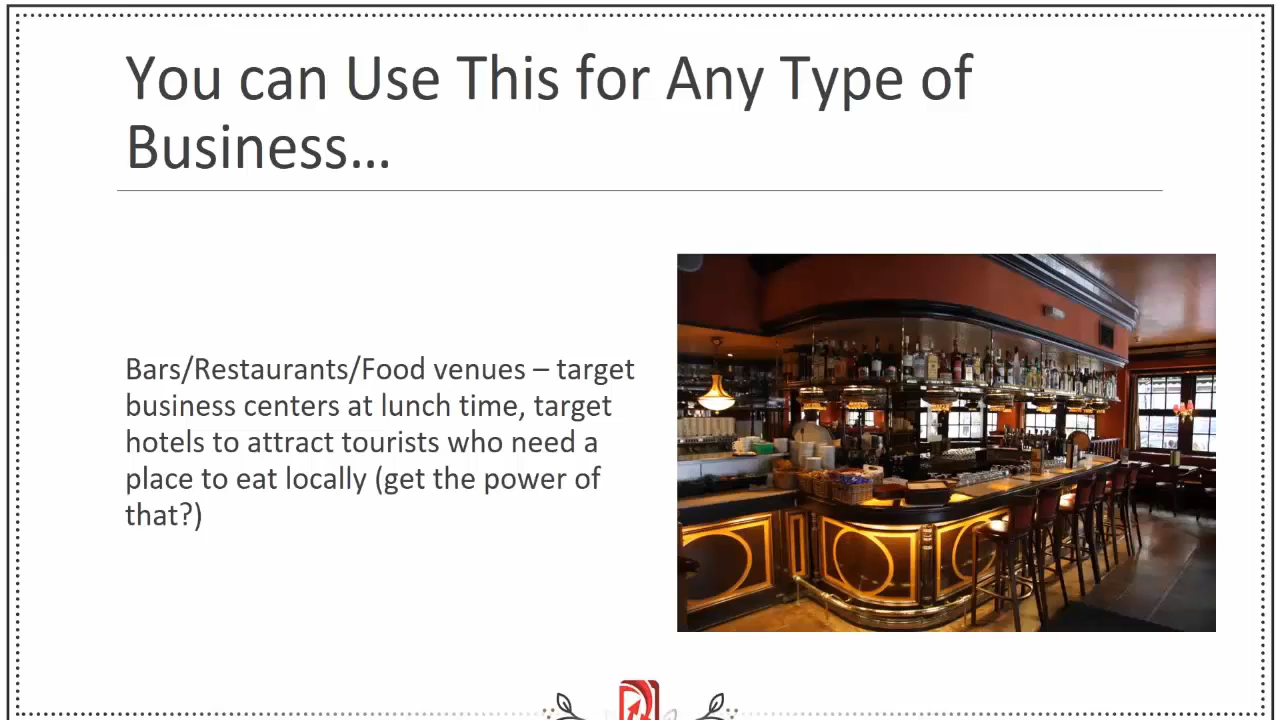 You can Use This for Any Type of
Business...
Bars/Restaurants/Food venues – target
business centers at lunch time, target
hotels to attract tourists who need a
place to eat locally (get the power of
that?)